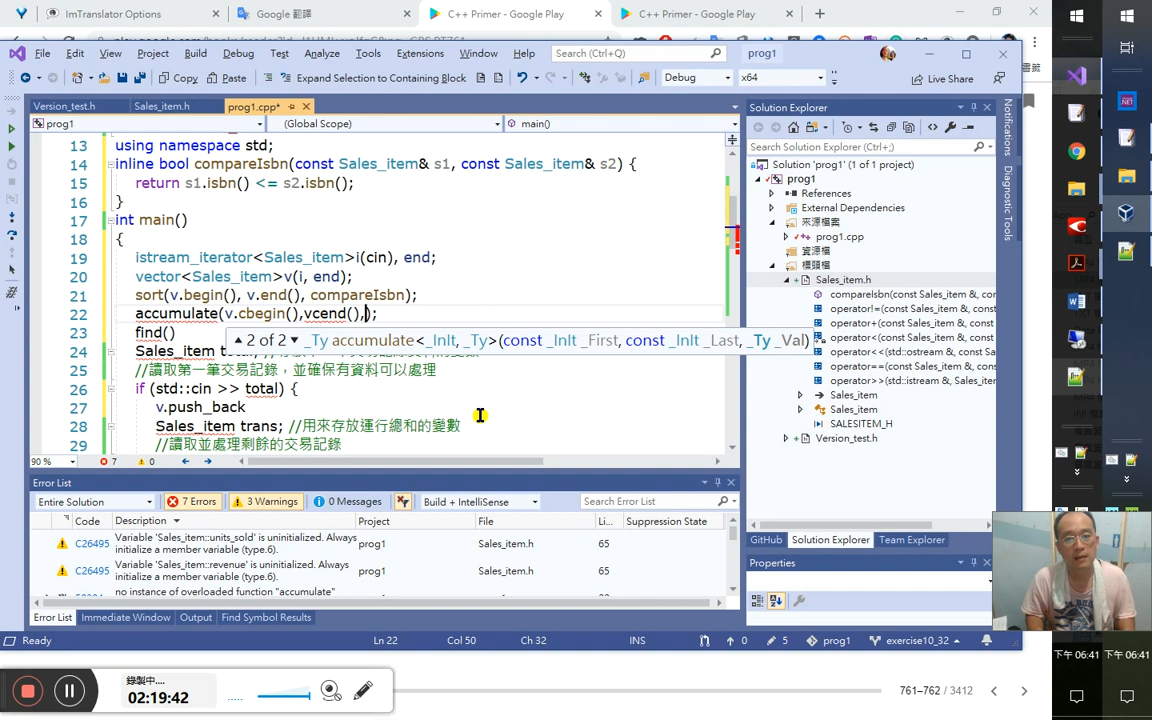 ImTranslator Options
Google 翻譯
C++ Primer - Google Play
C++ Primer - Google Play
File Edit View Project Build Debug Test Analyze Tools Extensions Window Help
Search (Ctrl+Q)
prog1
Copy Paste
Expand Selection to Containing Block
Debug
x64
Live Share
Version_test.h
Sales_item.h
prog1.cpp*
prog1
(Global Scope)
main()
13 using namespace std;
14 inline bool compareIsbn(const Sales_item& s1, const Sales_item& s2) {
15 return s1.isbn() <= s2.isbn();
16 }
17 int main()
18 {
19 istream_iterator<Sales_item>i(cin), end;
20 vector<Sales_item>v(i, end);
21 sort(v.begin(), v.end(), compareIsbn);
22 accumulate(v.cbegin(),vcend(),);
23 find()
2 of 2 _Ty accumulate<_InIt, _Ty>(const _InIt _First, const _InIt _Last, _Ty _Val)
24 Sales_item
25 //讀取第一筆交易記錄，並確保有資料可以處理
26 if (std::cin >> total) {
27 v.push_back
28 Sales_item trans; //用來存放運行總和的變數
29 //讀取並處理剩餘的交易記錄
90 %
7
0
Error List
Entire Solution
7 Errors
3 Warnings
0 Messages
Build + IntelliSense
Search Error List
Code Description Project File Li... Suppression State
C26495 Variable 'Sales_item::units_sold' is uninitialized. Always initialize a member variable (type.6). prog1 Sales_item.h 65
C26495 Variable 'Sales_item::revenue' is uninitialized. Always initialize a member variable (type.6). prog1 Sales_item.h 65
no instance of overloaded function "accumulate"
Error List Immediate Window Output Find Symbol Results
Ready
Ln 22
Col 50
Ch 32
INS
0
5
prog1
exercise10_32
Solution Explorer
Search Solution Explorer (Ctrl+;)
Solution 'prog1' (1 of 1 project)
prog1
References
External Dependencies
來源檔案
prog1.cpp
資源檔
標頭檔
Sales_item.h
compareIsbn(const Sales_item &, co
operator!=(const Sales_item &, cons
operator+(const Sales_item &, cons
operator<<(std::ostream &, const Sa
operator==(const Sales_item &, con
operator>>(std::istream &, Sales_ite
Sales_item
Sales_item
SALESITEM_H
Version_test.h
GitHub
Solution Explorer
Team Explorer
Properties
Notifications
Diagnostic Tools
錄製中....
02:19:42
761–762 / 3412
下午 06:41
下午 06:41